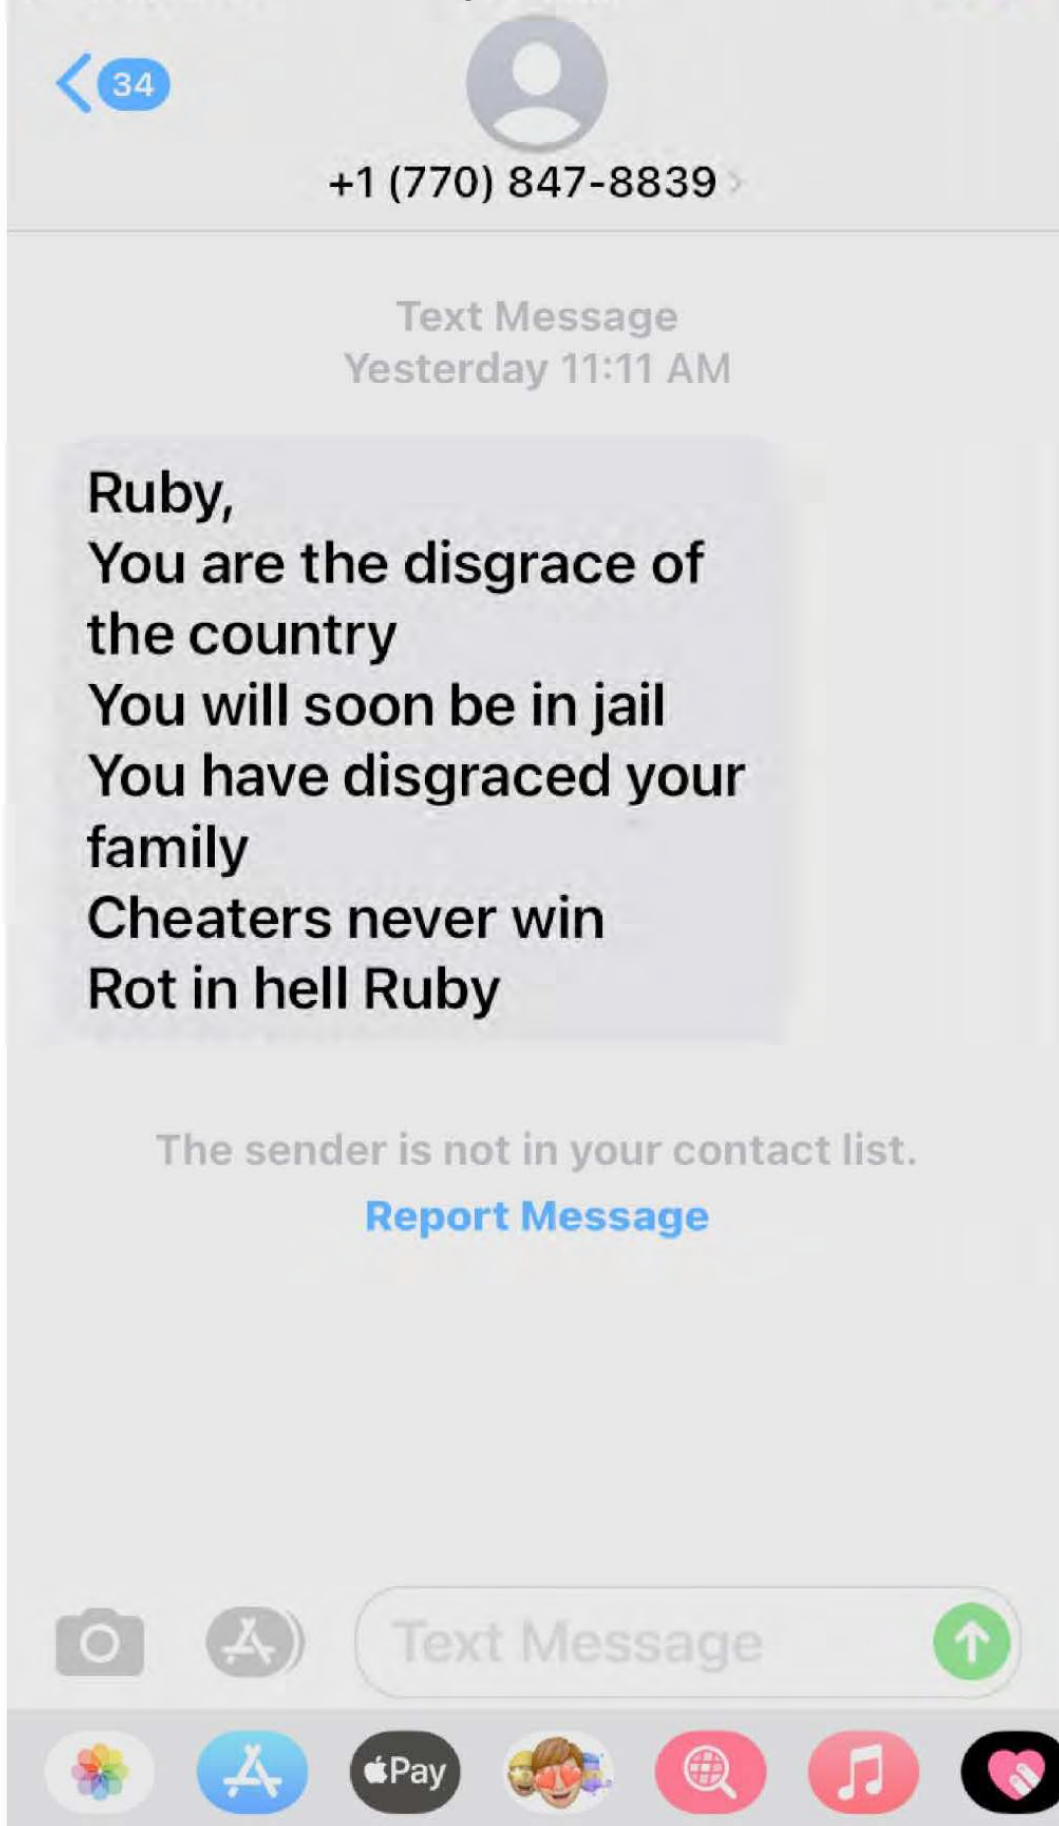 34
+1 (770) 847-8839
Text Message
Yesterday 11:11 AM
Ruby,
You are the disgrace of
the country
You will soon be in jail
You have disgraced your
family
Cheaters never win
Rot in hell Ruby
The sender is not in your contact list.
Report Message
Text Message
Pay